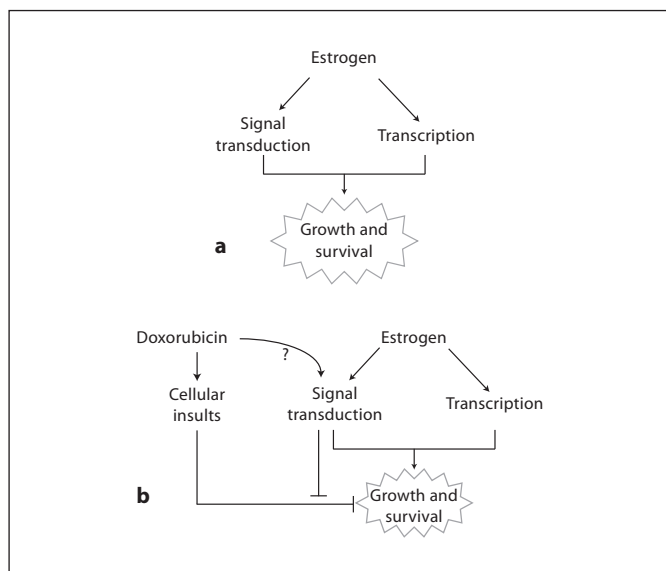 Estrogen
Signal
transduction
Transcription
Growth and
survival
a
Doxorubicin
?
Estrogen
Cellular
insults
Signal
transduction
Transcription
b
Growth and
survival